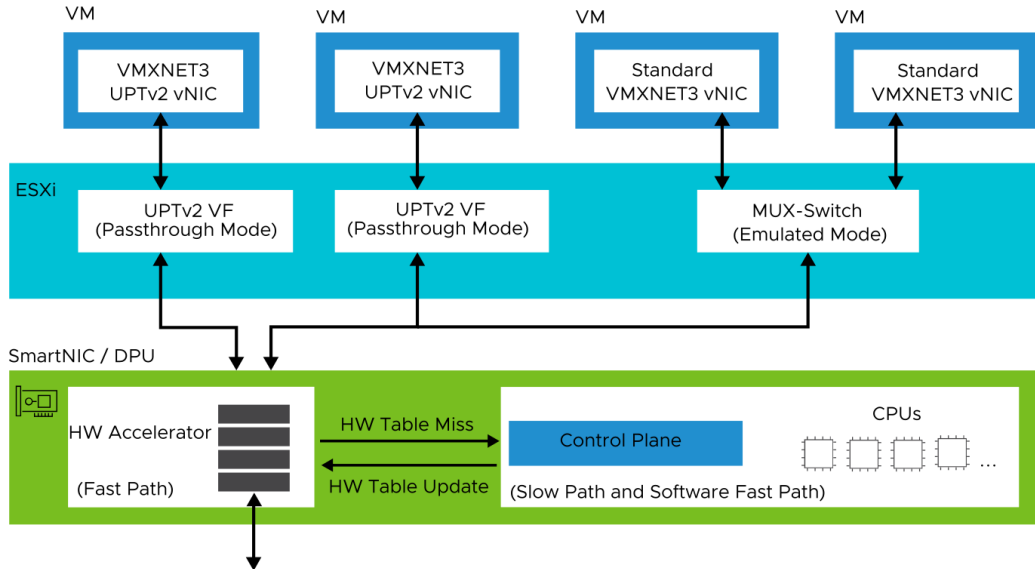 VM
VM
VM
VM
VMXNET3
UPTv2 vNIC
VMXNET3
UPTv2 vNIC
Standard
VMXNET3 vNIC
Standard
VMXNET3 vNIC
ESXi
UPTv2 VF
(Passthrough Mode)
UPTv2 VF
(Passthrough Mode)
MUX-Switch
(Emulated Mode)
SmartNIC / DPU
HW Accelerator
(Fast Path)
HW Table Miss
HW Table Update
Control Plane
CPUs
...
(Slow Path and Software Fast Path)